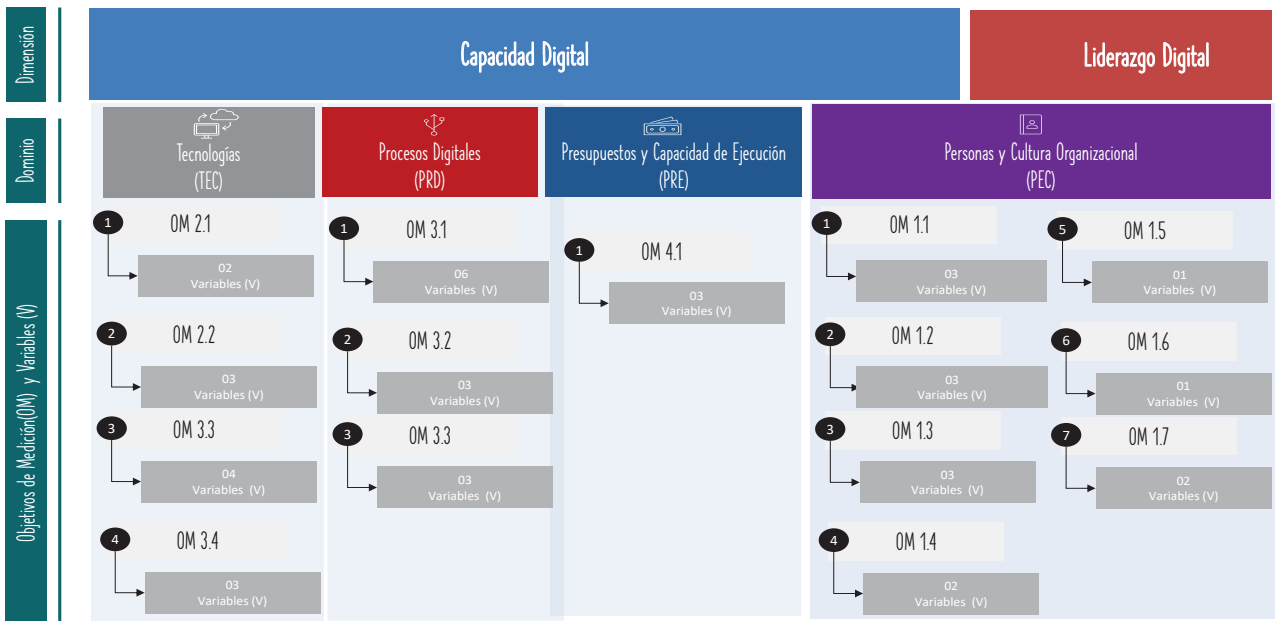 Dimensión
Capacidad Digital
Liderazgo Digital
Dominio
Tecnologías
(TEC)
Procesos Digitales
(PRD)
Presupuestos y Capacidad de Ejecución
(PRE)
Personas y Cultura Organizacional
(PEC)
Objetivos de Medición(OM) y Variables (V)
1
OM 2.1
02
Variables (V)
2
OM 2.2
03
Variables (V)
3
OM 3.3
04
Variables (V)
4
OM 3.4
03
Variables (V)
1
OM 3.1
06
Variables (V)
2
OM 3.2
03
Variables (V)
3
OM 3.3
03
Variables (V)
1
OM 4.1
03
Variables (V)
1
OM 1.1
03
Variables (V)
2
OM 1.2
03
Variables (V)
3
OM 1.3
03
Variables (V)
4
OM 1.4
02
Variables (V)
5
OM 1.5
01
Variables (V)
6
OM 1.6
01
Variables (V)
7
OM 1.7
02
Variables (V)